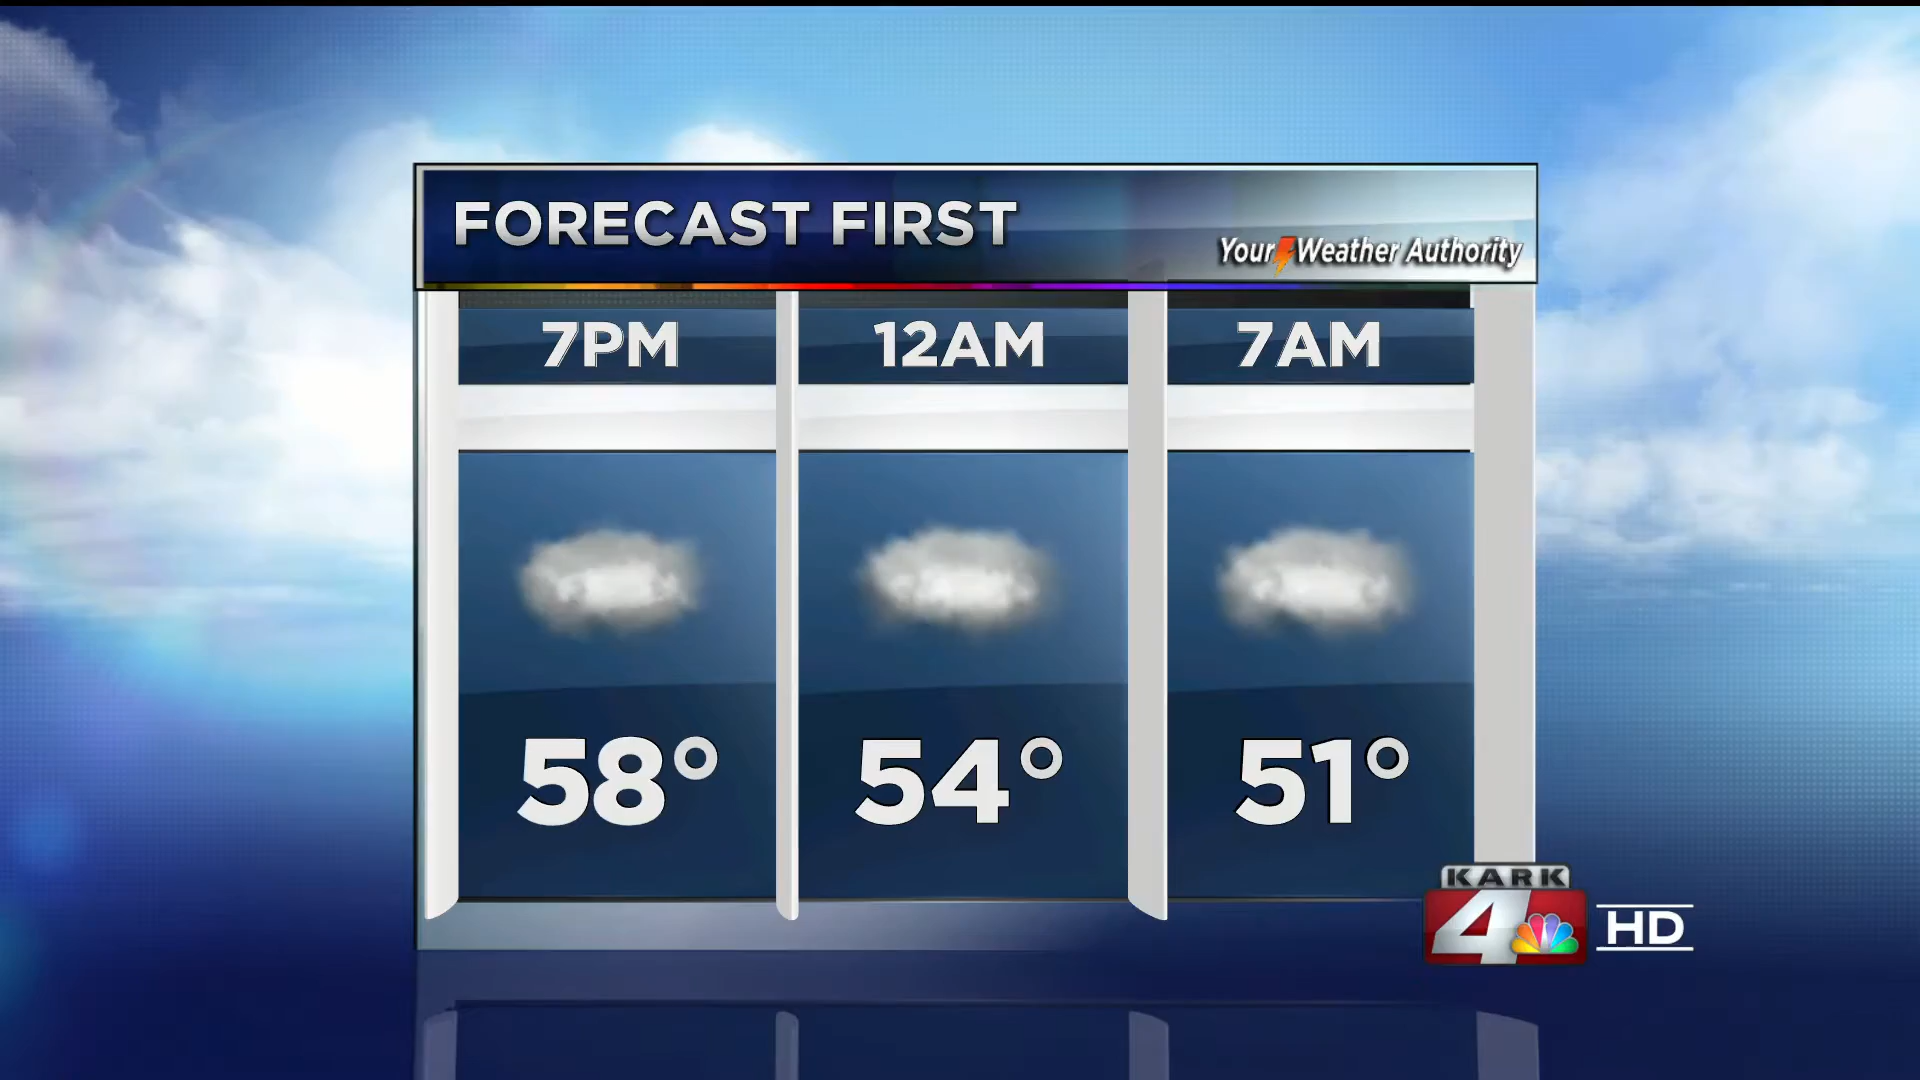 FORECAST FIRST
Your Weather Authority
7PM 12AM 7AM
58° 54° 51°
KARK
4 HD